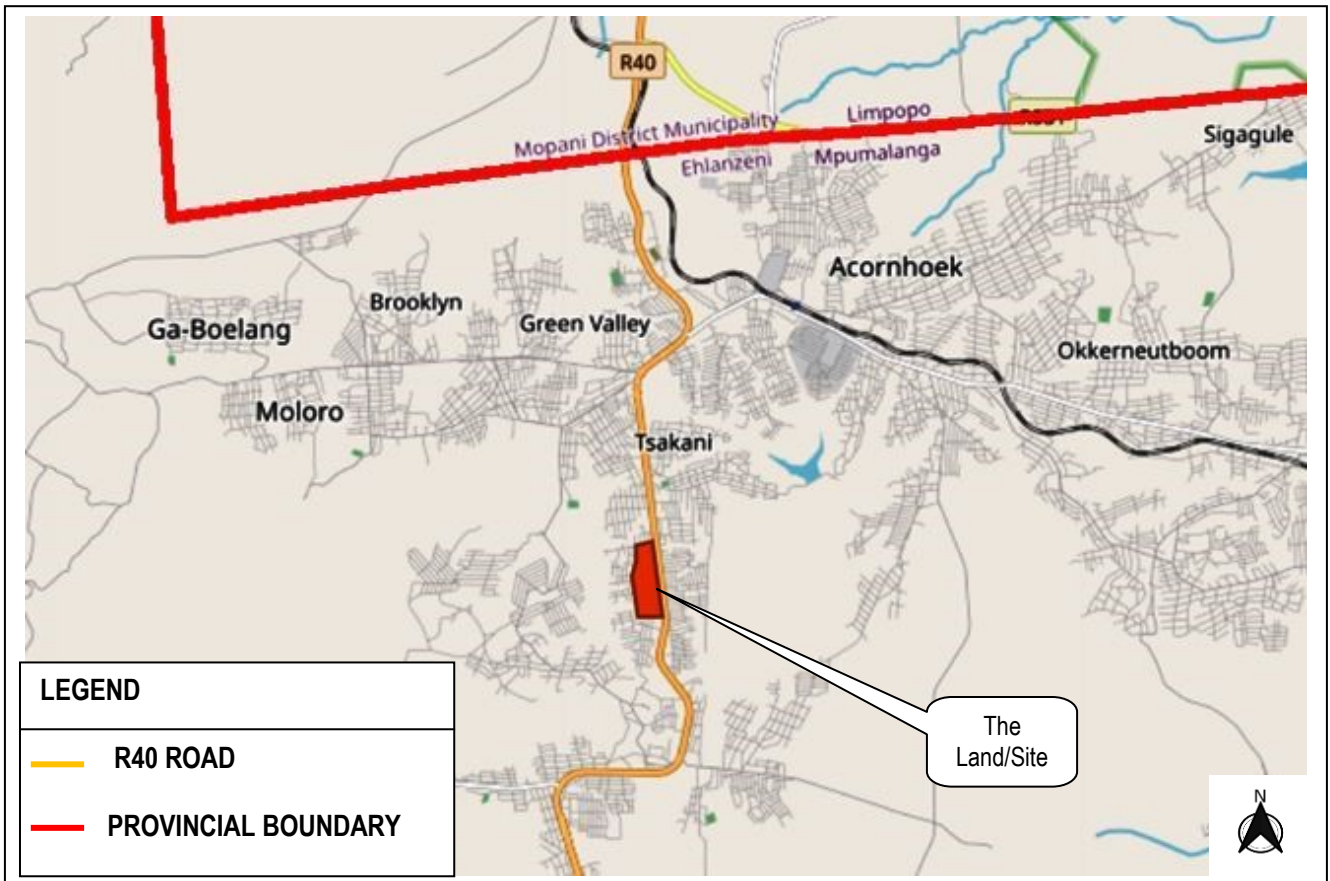 R40
Limpopo
Mopani District Municipality
Sigagule
Ehlanzeni
Mpumalanga
Acornhoek
Brooklyn
Ga-Boelang
Green Valley
Okkerneutboom
Moloro
Tsakani
The
Land/Site
LEGEND
R40 ROAD
PROVINCIAL BOUNDARY
N